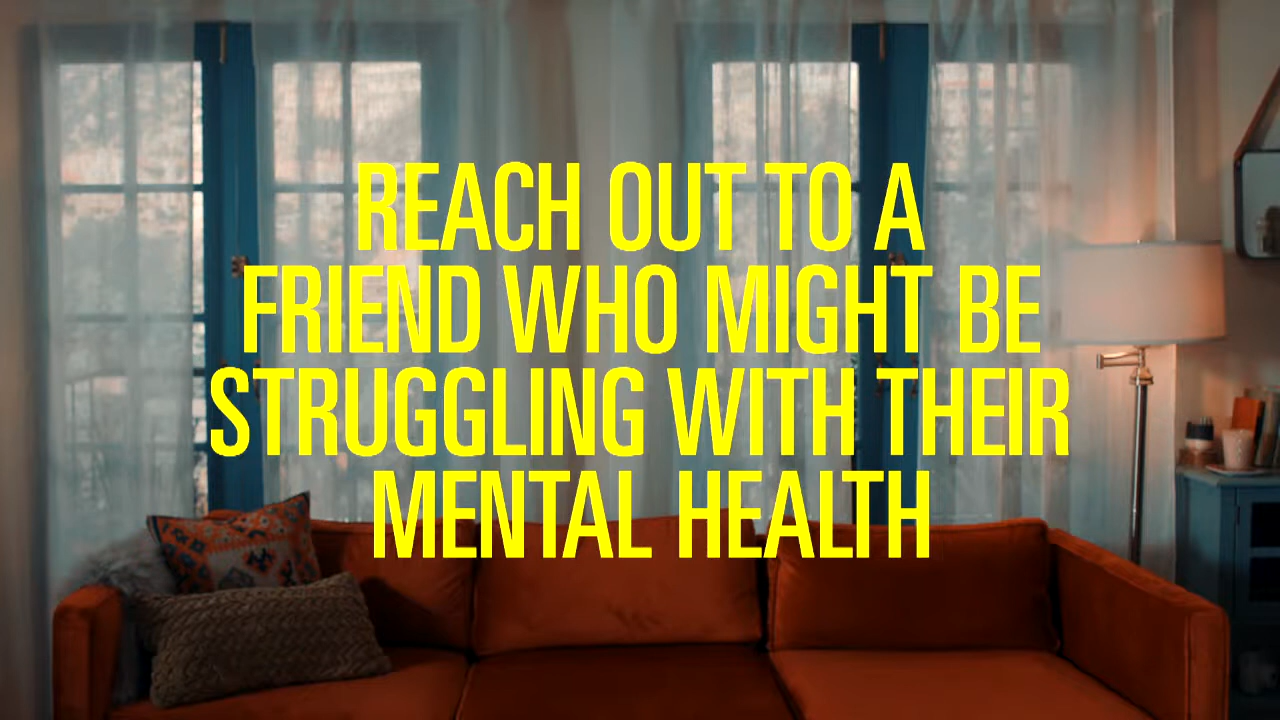 REACH OUT TO A
FRIEND WHO MIGHT BE
STRUGGLING WITH THEIR
MENTAL HEALTH